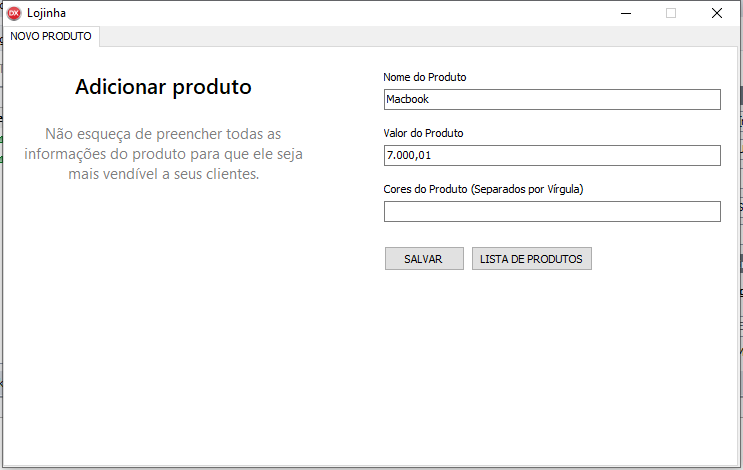 DX Lojinha
NOVO PRODUTO
Adicionar produto
Não esqueça de preencher todas as
informações do produto para que ele seja
mais vendível a seus clientes.
Nome do Produto
Macbook
Valor do Produto
7.000,01
Cores do Produto (Separados por Vírgula)
SALVAR
LISTA DE PRODUTOS